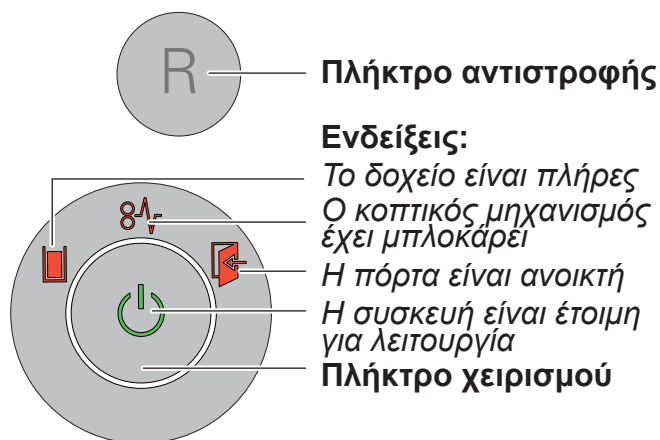 R
Πλήκτρο αντιστροφής
Ενδείξεις:
Το δοχείο είναι πλήρες
Ο κοπτικός μηχανισμός
έχει μπλοκάρει
Η πόρτα είναι ανοικτή
Η συσκευή είναι έτοιμη
για λειτουργία
Πλήκτρο χειρισμού